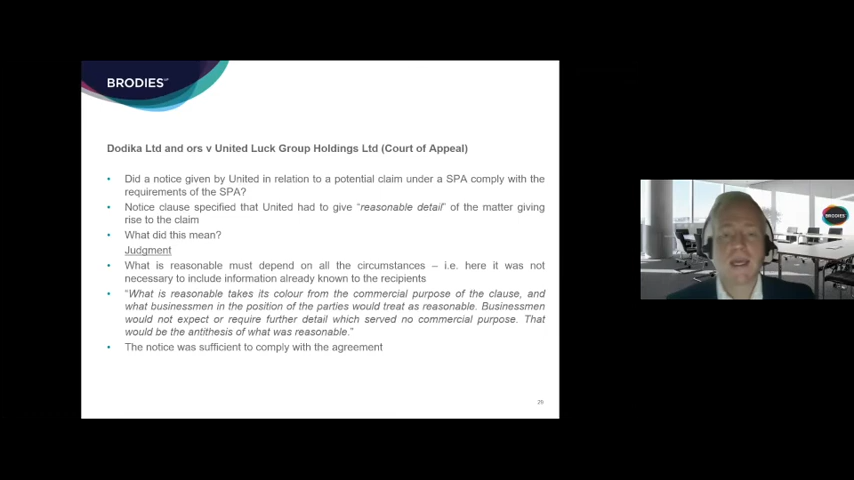 BRODIES LLP
Dodika Ltd and ors v United Luck Group Holdings Ltd (Court of Appeal)
• Did a notice given by United in relation to a potential claim under a SPA comply with the
requirements of the SPA?
• Notice clause specified that United had to give “reasonable detail” of the matter giving
rise to the claim
• What did this mean?
Judgment
• What is reasonable must depend on all the circumstances – i.e. here it was not
necessary to include information already known to the recipients
• “What is reasonable takes its colour from the commercial purpose of the clause, and
what businessmen in the position of the parties would treat as reasonable. Businessmen
would not expect or require further detail which served no commercial purpose. That
would be the antithesis of what was reasonable.”
• The notice was sufficient to comply with the agreement
25
BRODIES